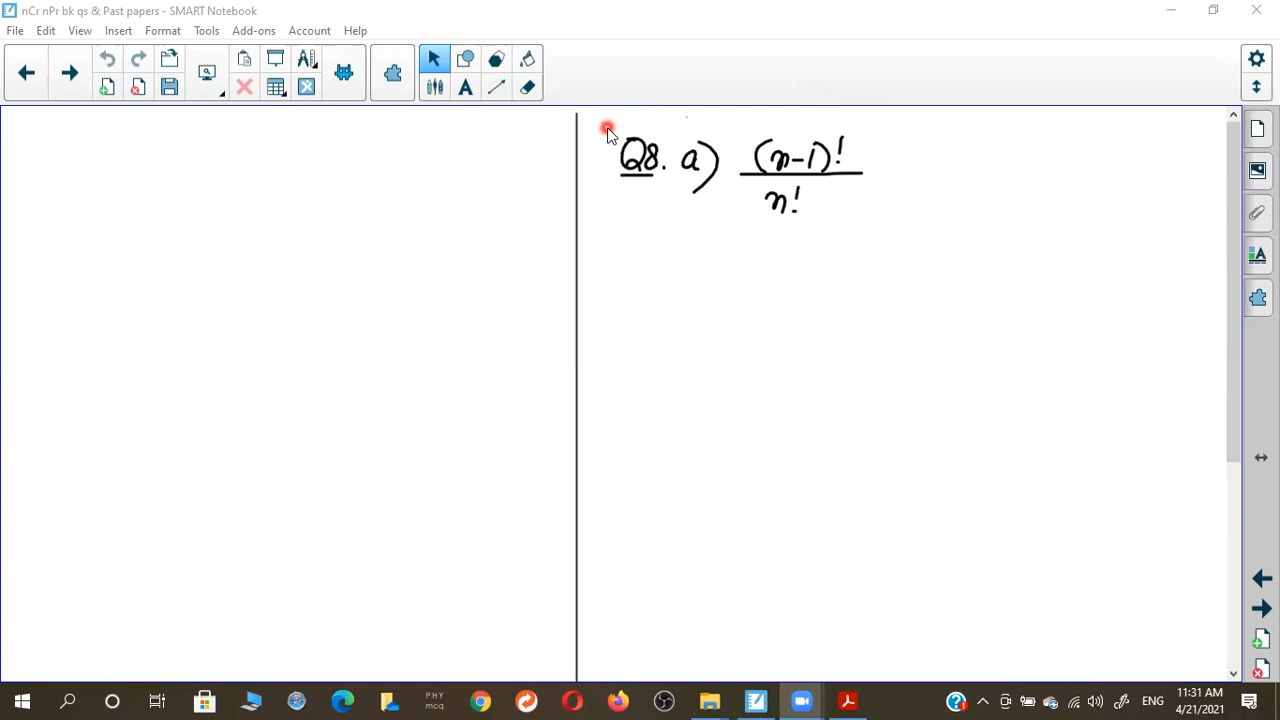 nCr nPr bk qs & Past papers - SMART Notebook
File Edit View Insert Format Tools Add-ons Account Help
Q8. a) (n-1)!
n!
PHY
mcq
ENG
11:31 AM
4/21/2021